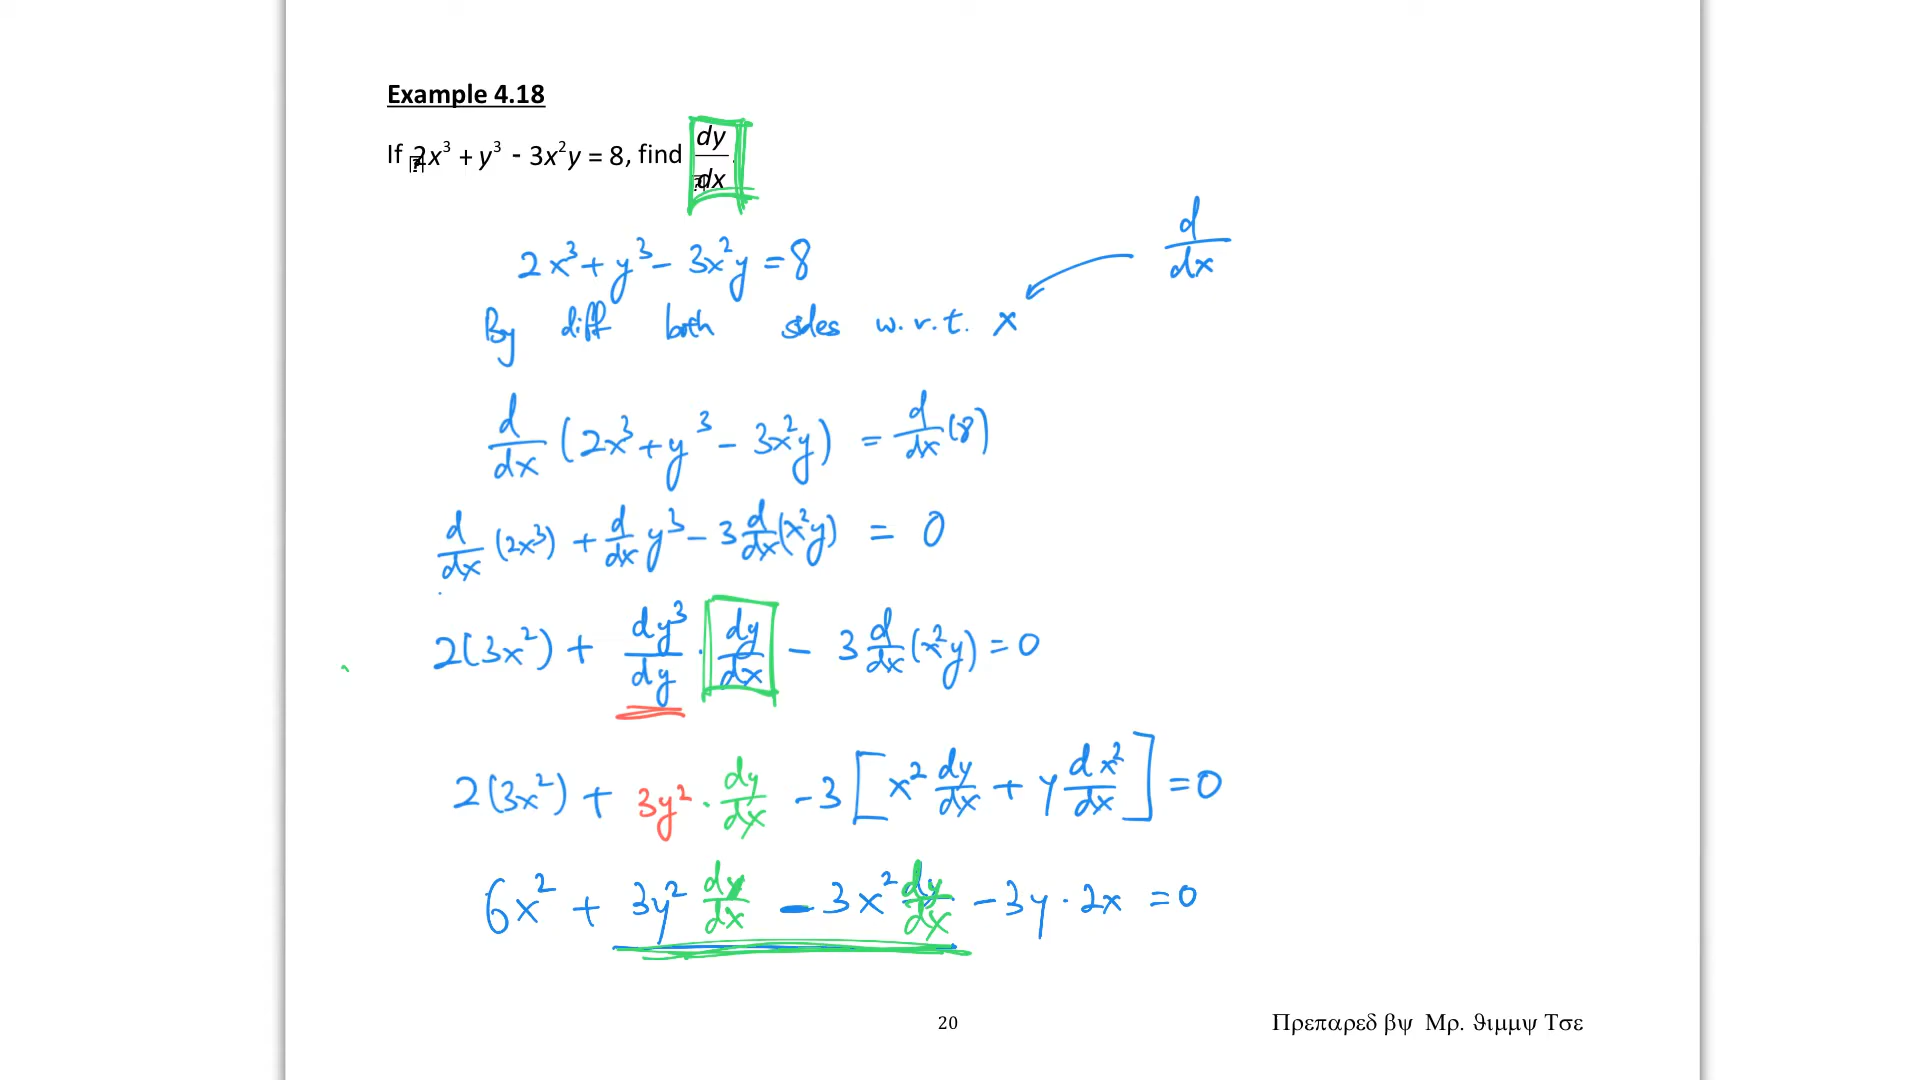 Example 4.18
If 2x³ + y³ - 3x²y = 8, find dy/dx.
d/dx
2x³ + y³ - 3x²y = 8
By diff both sides w.r.t. x
d/dx (2x³ + y³ - 3x²y) = d/dx (8)
d/dx (2x³) + d/dx y³ - 3 d/dx (x²y) = 0
2(3x²) + dy³/dy · dy/dx - 3 d/dx (x²y) = 0
2(3x²) + 3y² · dy/dx - 3 [x² dy/dx + y dx²/dx] = 0
6x² + 3y² dy/dx - 3x² dy/dx - 3y · 2x = 0
20
Πρεπαρεδ βψ Μρ. ϑιμμψ Τσε